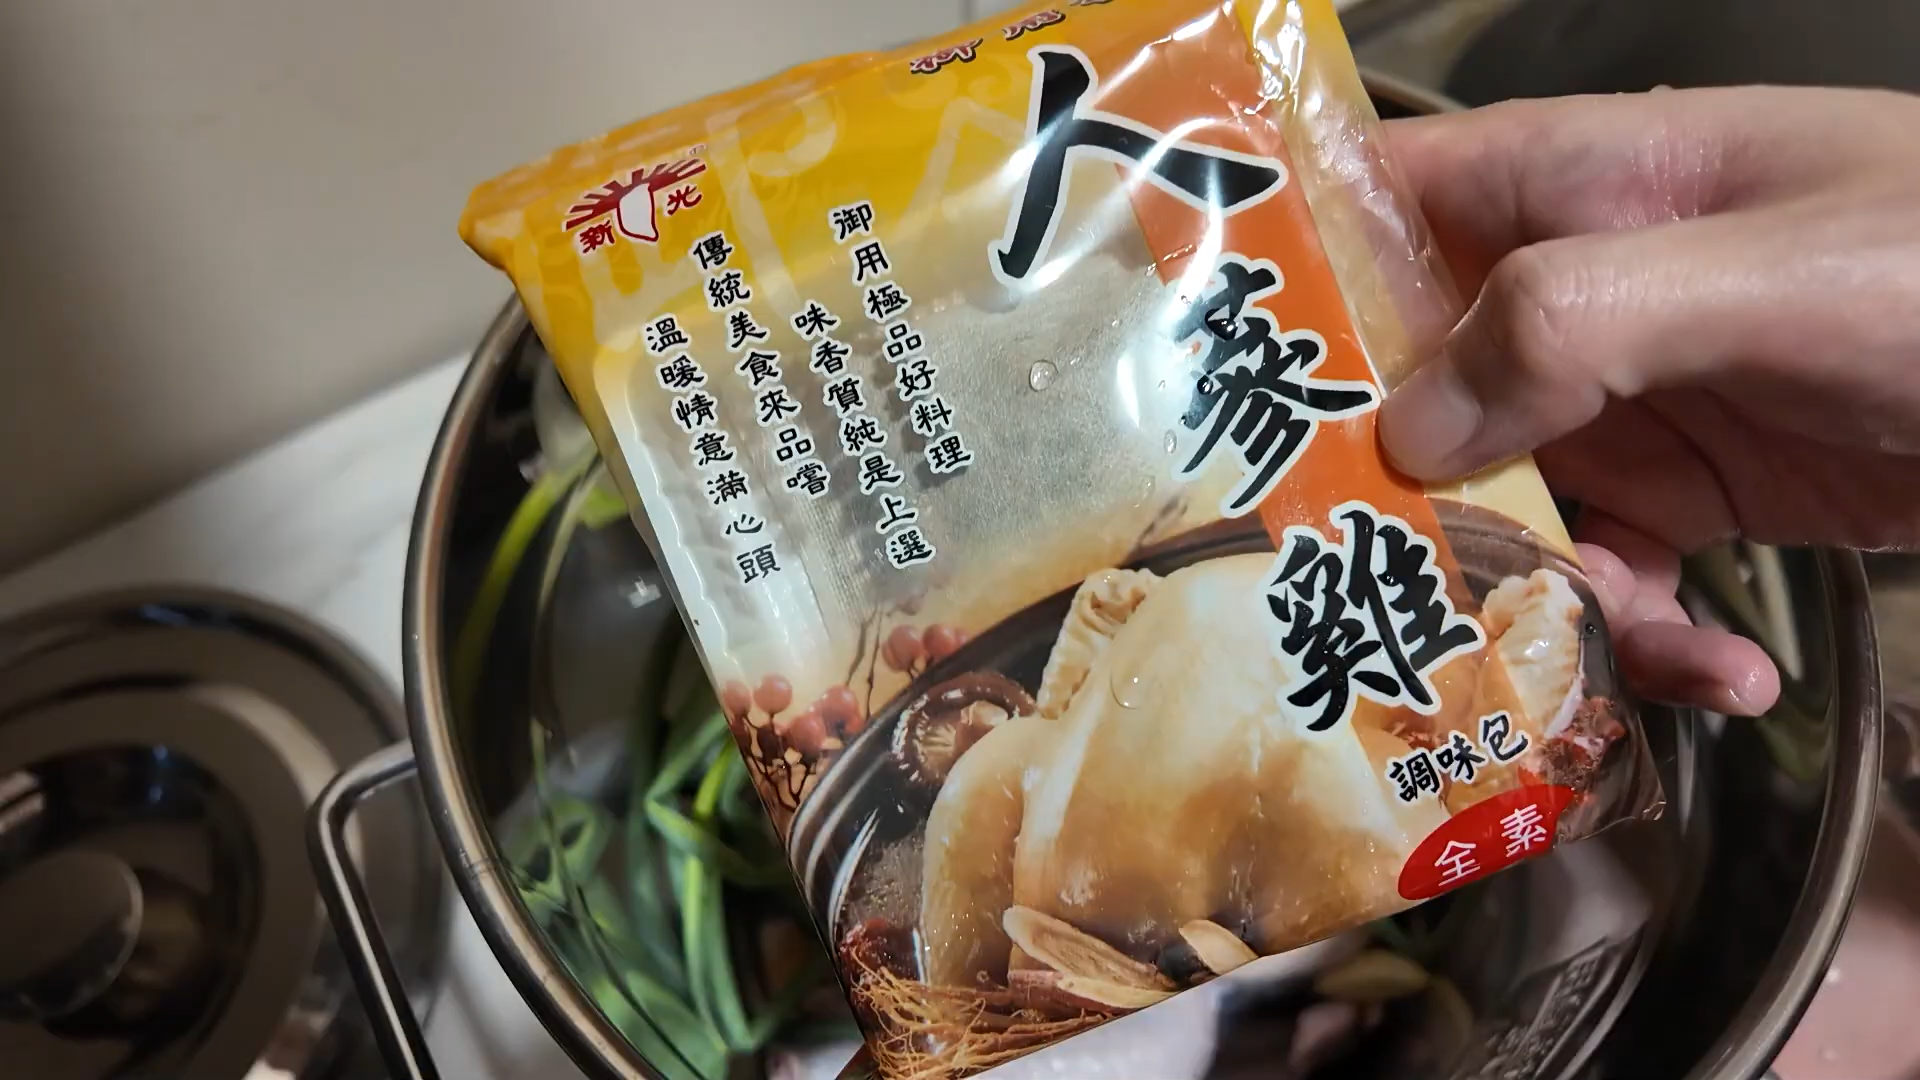 人蔘雞
新光
御用極品好料理
味香質純是上選
傳統美食來品嚐
溫暖情意滿心頭
調味包
全素